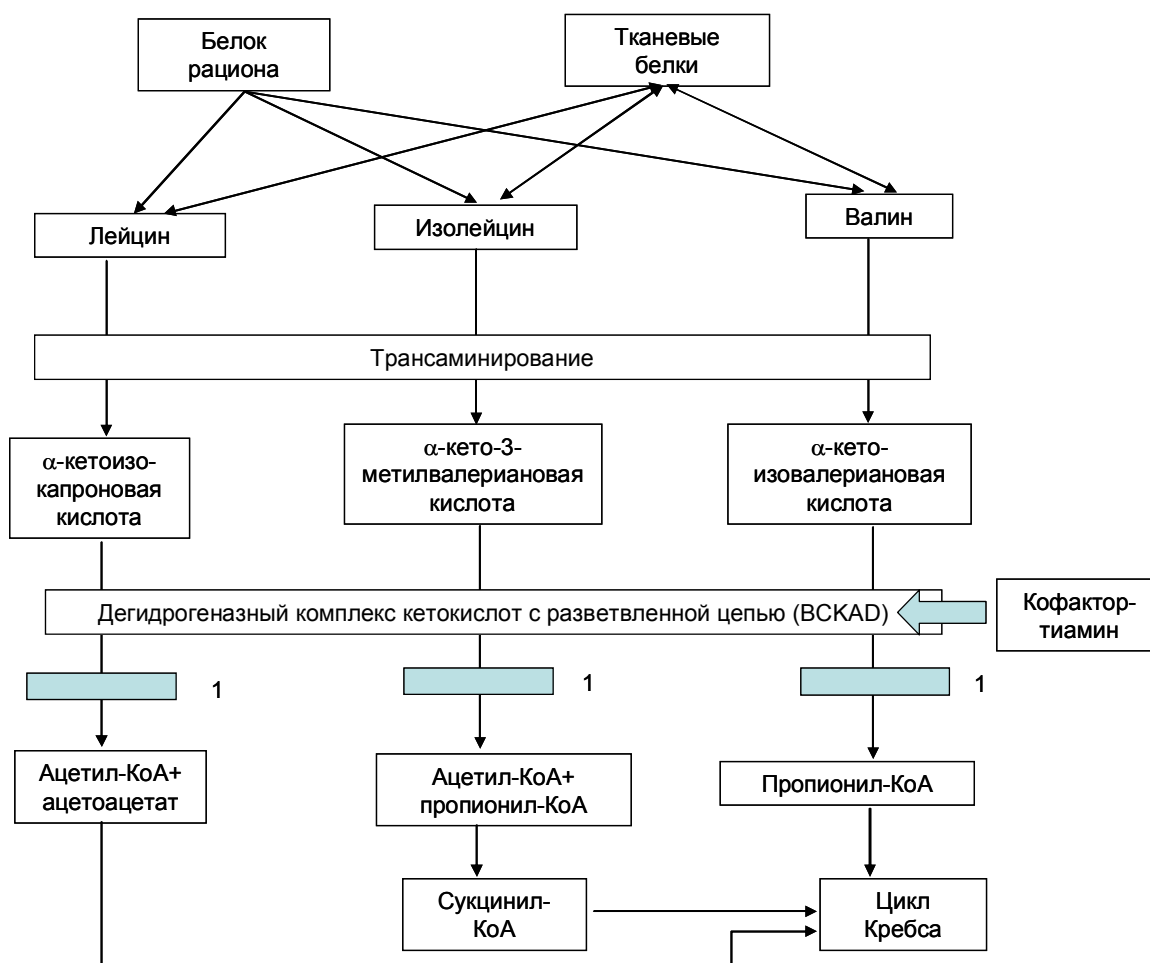 Белок
рациона
Тканевые
белки
Лейцин
Изолейцин
Валин
Трансаминирование
α-кетоизо-
капроновая
кислота
α-кето-3-
метилвалериановая
кислота
α-кето-
изовалериановая
кислота
Дегидрогеназный комплекс кетокислот с разветвленной цепью (BCKAD)
Кофактор-
тиамин
1
1
1
Ацетил-КоА+
ацетоацетат
Ацетил-КоА+
пропионил-КоА
Пропионил-КоА
Сукцинил-
КоА
Цикл
Кребса